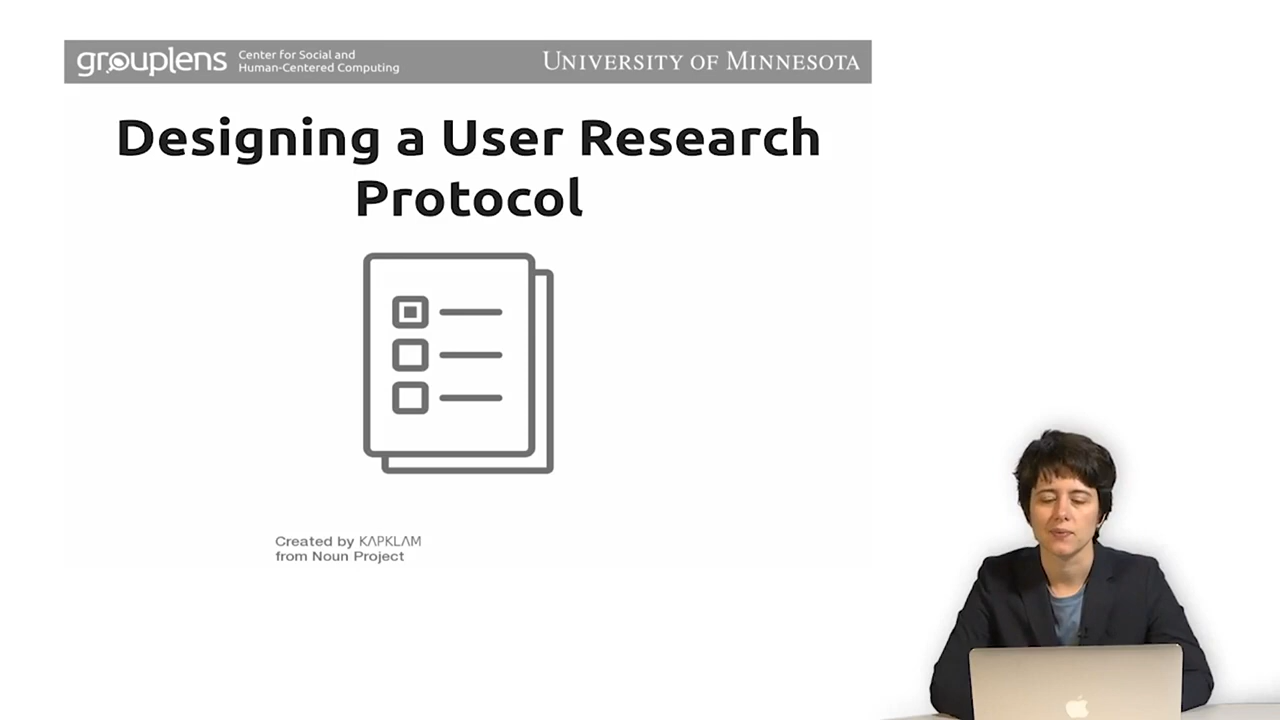 grouplens
Center for Social and
Human-Centered Computing
UNIVERSITY OF MINNESOTA
Designing a User Research
Protocol
Created by KAPKLAM
from Noun Project